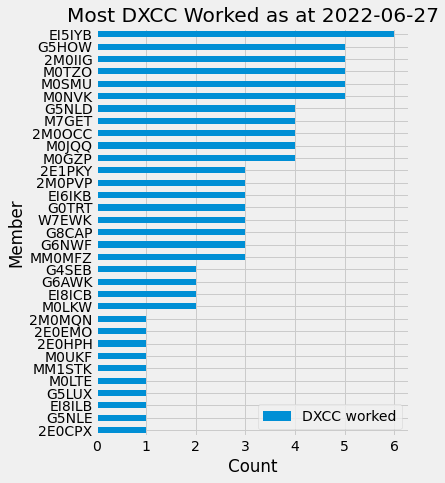 Most DXCC Worked as at 2022-06-27
EI5IYB
G5HOW
2M0IIG
M0TZO
M0SMU
M0NVK
G5NLD
M7GET
2M0OCC
M0JQQ
M0GZP
2E1PKY
2M0PVP
EI6IKB
G0TRT
W7EWK
G8CAP
G6NWF
MM0MFZ
G4SEB
G6AWK
EI8ICB
M0LKW
2M0MQN
2E0EMO
2E0HPH
M0UKF
MM1STK
M0LTE
G5LUX
EI8ILB
G5NLE
2E0CPX
Member
DXCC worked
0 1 2 3 4 5 6
Count